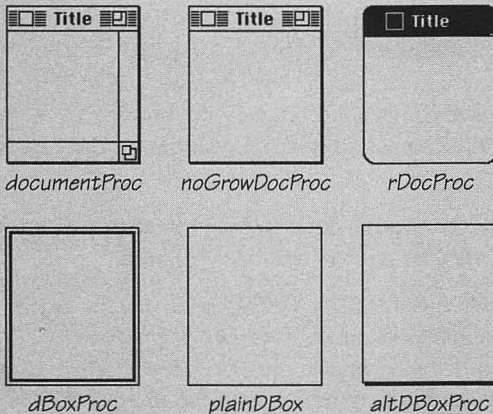 Title
Title
Title
documentProc
noGrowDocProc
rDocProc
dBoxProc
plainDBox
altDBoxProc